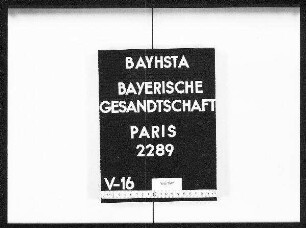 BAYHSTA
BAYERISCHE
GESANDTSCHAFT
PARIS
2289
V-16